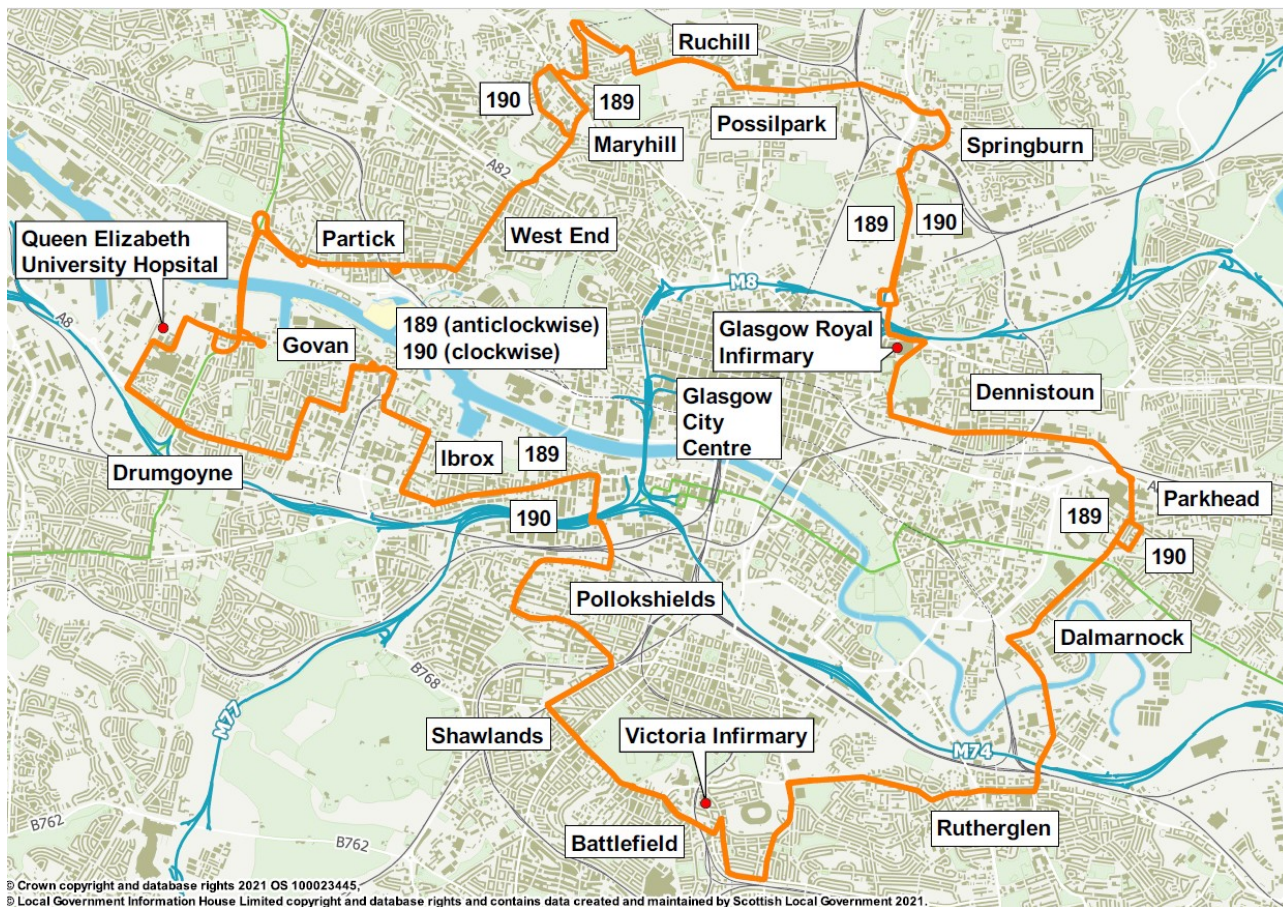 Ruchill
190
189
Possilpark
Maryhill
Springburn
A82
189
190
Partick
West End
Queen Elizabeth
University Hopsital
M8
A8
Govan
189 (anticlockwise)
190 (clockwise)
Glasgow Royal
Infirmary
Glasgow
City
Centre
Dennistoun
Drumgoyne
Ibrox
189
190
Parkhead
189
190
Pollokshields
Dalmarnock
B768
M77
Shawlands
Victoria Infirmary
M74
B762
B762
Battlefield
Rutherglen
© Crown copyright and database rights 2021 OS 100023445,
© Local Government Information House Limited copyright and database rights and contains data created and maintained by Scottish Local Government 2021.